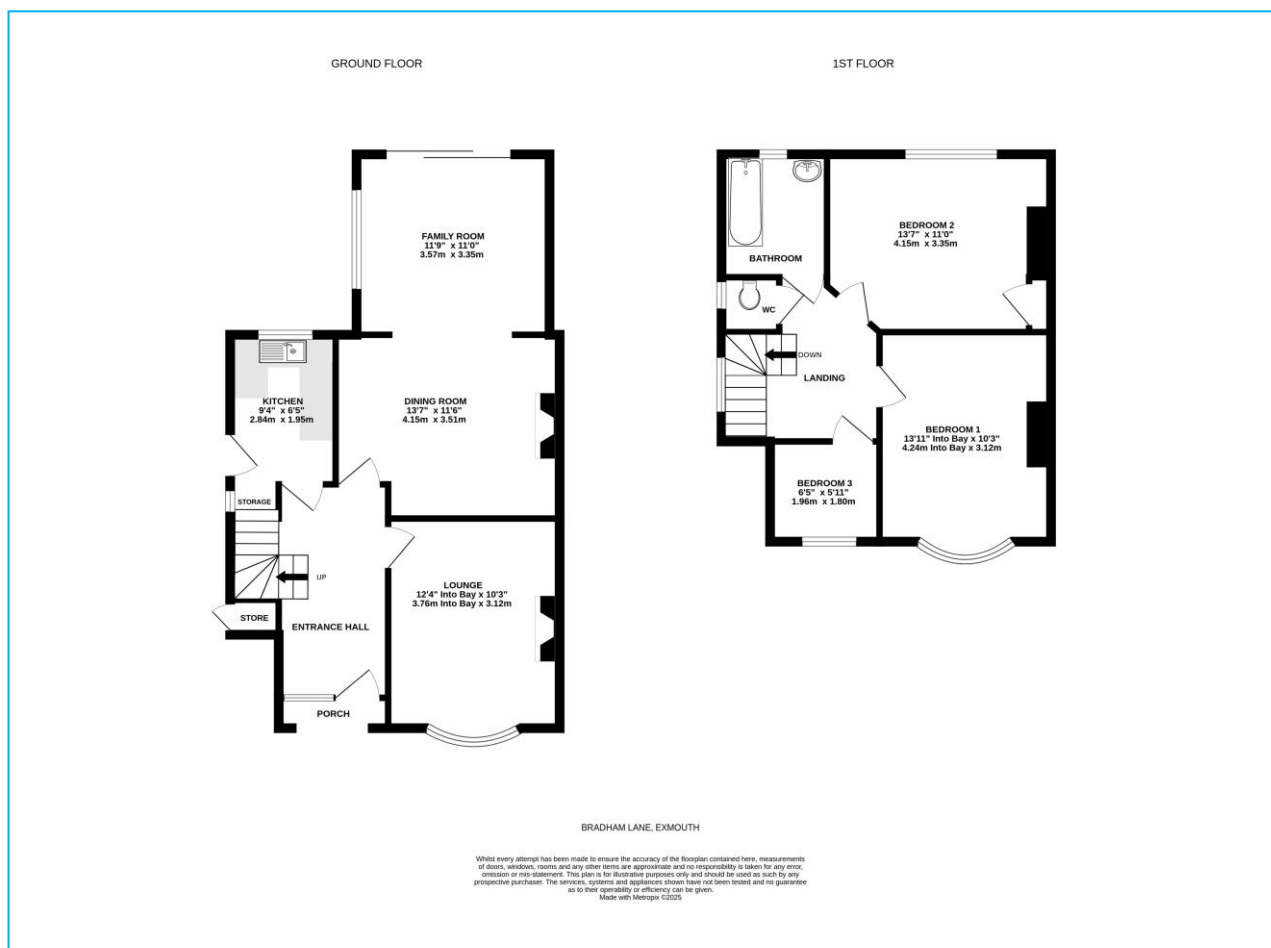 GROUND FLOOR
1ST FLOOR
FAMILY ROOM
11'9" x 11'0"
3.57m x 3.35m
KITCHEN
9'4" x 6'5"
2.84m x 1.95m
DINING ROOM
13'7" x 11'6"
4.15m x 3.51m
STORAGE
UP
LOUNGE
12'4" Into Bay x 10'3"
3.76m Into Bay x 3.12m
STORE
ENTRANCE HALL
PORCH
BEDROOM 2
13'7" x 11'0"
4.15m x 3.35m
BATHROOM
WC
DOWN
LANDING
BEDROOM 1
13'11" Into Bay x 10'3"
4.24m Into Bay x 3.12m
BEDROOM 3
6'5" x 5'11"
1.96m x 1.80m
BRADHAM LANE, EXMOUTH
Whilst every attempt has been made to ensure the accuracy of the floorplan contained here, measurements
of doors, windows, rooms and any other items are approximate and no responsibility is taken for any error,
omission or mis-statement. This plan is for illustrative purposes only and should be used as such by any
prospective purchaser. The services, systems and appliances shown have not been tested and no guarantee
as to their operability or efficiency can be given.
Made with Metropix ©2025